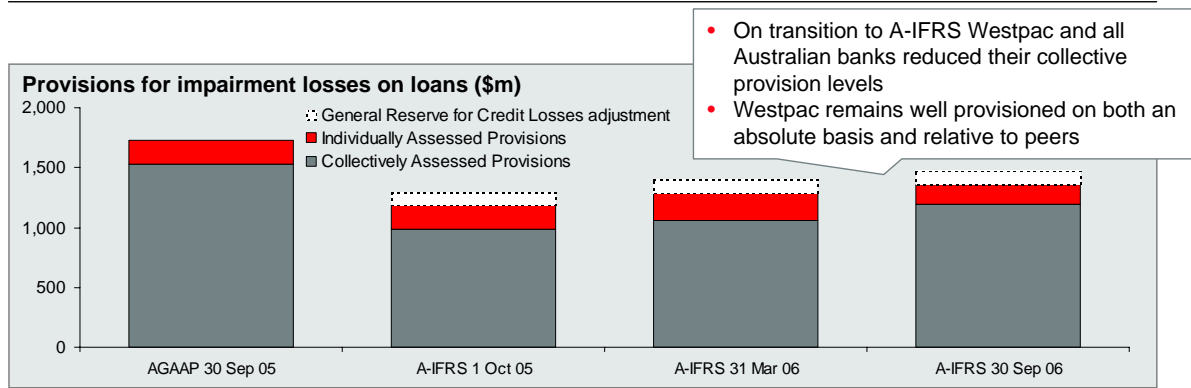 • On transition to A-IFRS Westpac and all
Australian banks reduced their collective
provision levels
• Westpac remains well provisioned on both an
absolute basis and relative to peers
Provisions for impairment losses on loans ($m)
2,000
1,500
1,000
500
0
General Reserve for Credit Losses adjustment
Individually Assessed Provisions
Collectively Assessed Provisions
AGAAP 30 Sep 05
A-IFRS 1 Oct 05
A-IFRS 31 Mar 06
A-IFRS 30 Sep 06